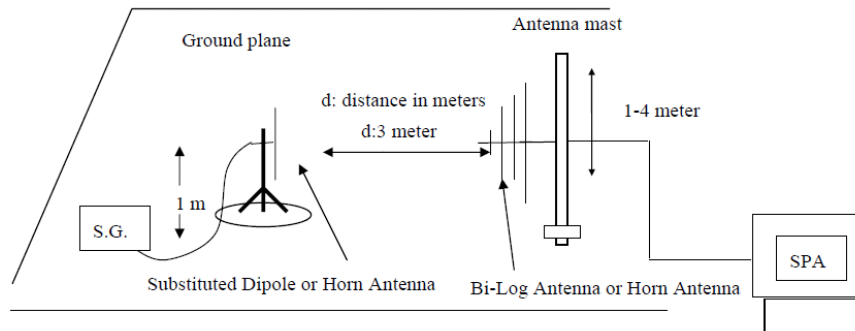 Antenna mast
Ground plane
d: distance in meters
d:3 meter
1-4 meter
1 m
S.G.
SPA
Substituted Dipole or Horn Antenna
Bi-Log Antenna or Horn Antenna